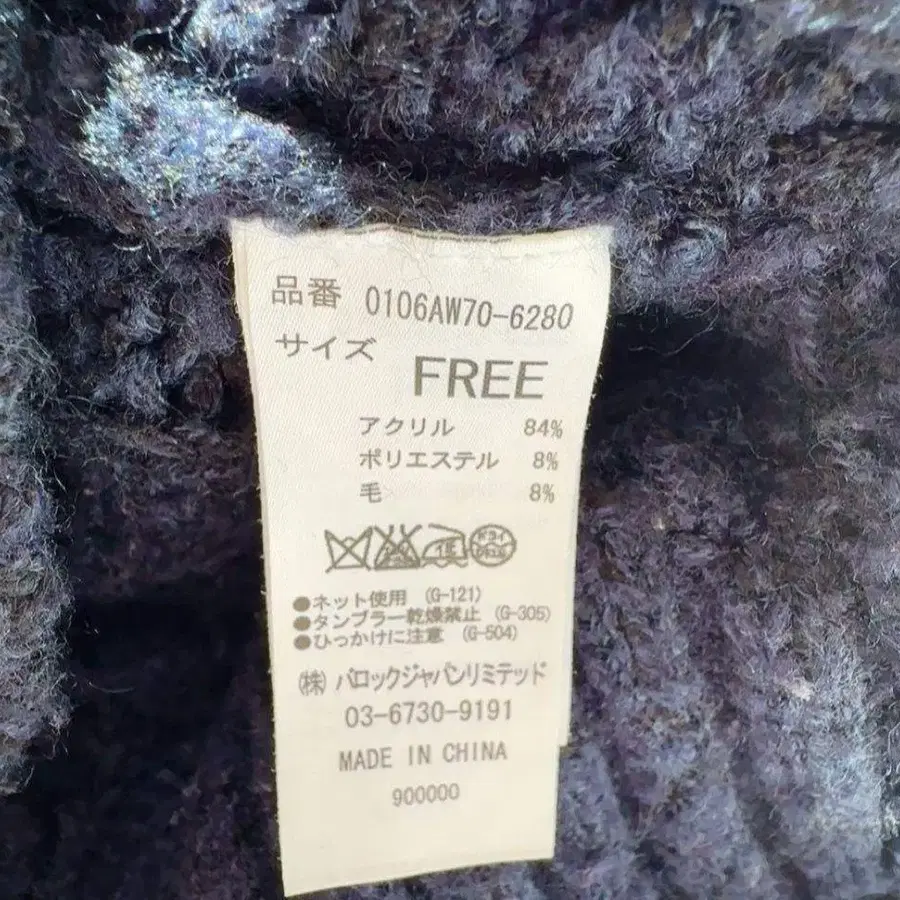 品番 0106AW70-6280
サイズ FREE
アクリル 84%
ポリエステル 8%
毛 8%
●ネット使用 (G-121)
●タンブラー乾燥禁止 (G-305)
●ひっかけに注意 (G-504)
(株) バロックジャパンリミテッド
03-6730-9191
MADE IN CHINA
900000